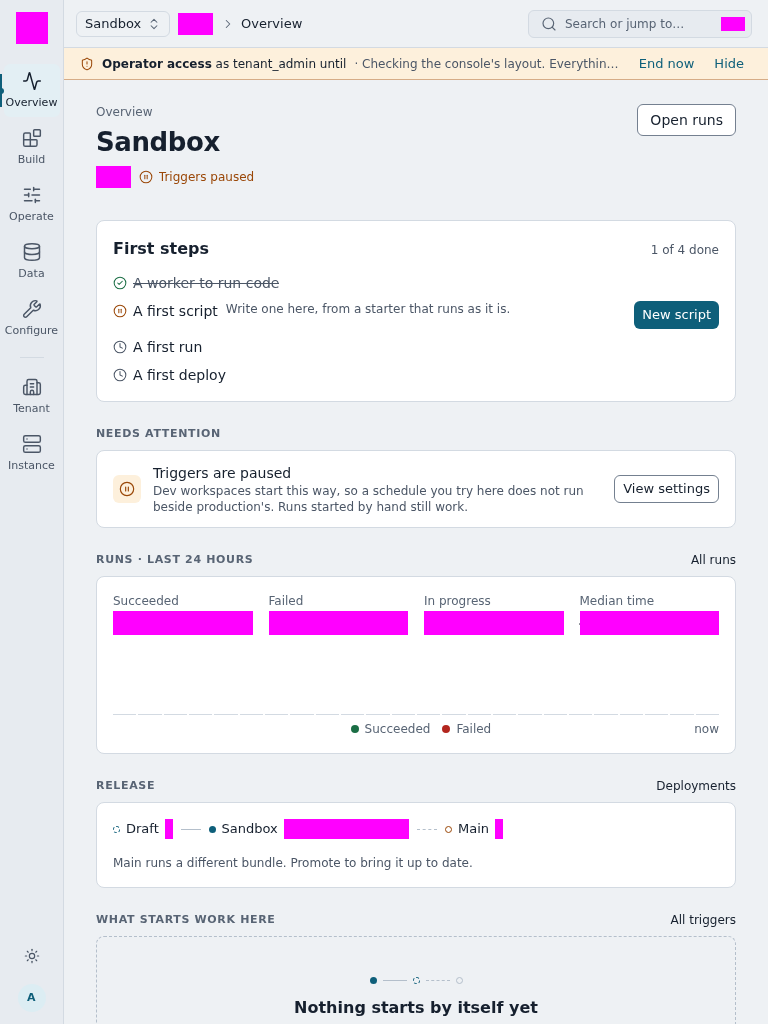 Sandbox
Overview
Search or jump to…
Operator access as tenant_admin until · Checking the console's layout. Everythin…
End now
Hide
Overview
Build
Operate
Data
Configure
Tenant
Instance
A
Overview
Sandbox
Open runs
Triggers paused
First steps
1 of 4 done
A worker to run code
A first script Write one here, from a starter that runs as it is.
New script
A first run
A first deploy
NEEDS ATTENTION
Triggers are paused
Dev workspaces start this way, so a schedule you try here does not run
beside production's. Runs started by hand still work.
View settings
RUNS · LAST 24 HOURS
All runs
Succeeded
Failed
In progress
Median time
Succeeded
Failed
now
RELEASE
Deployments
Draft
Sandbox
Main
Main runs a different bundle. Promote to bring it up to date.
WHAT STARTS WORK HERE
All triggers
Nothing starts by itself yet